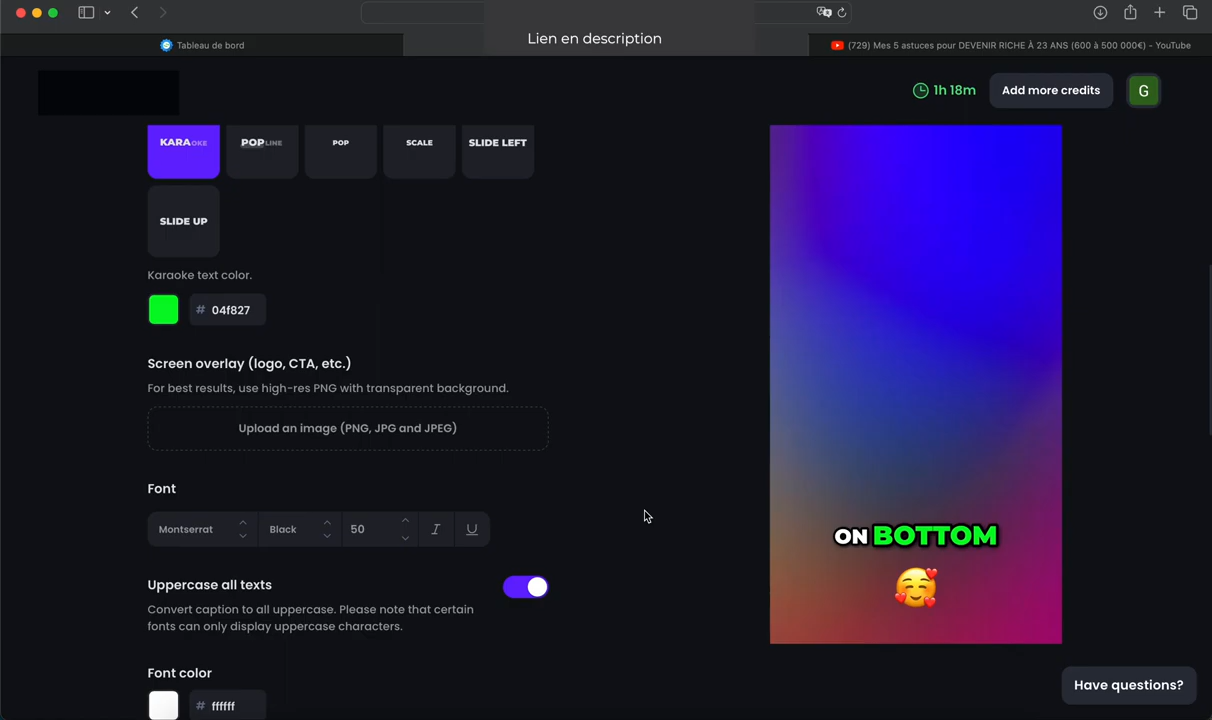 Lien en description
Tableau de bord
(729) Mes 5 astuces pour DEVENIR RICHE À 23 ANS (600 à 500 000€) - YouTube
1h 18m
Add more credits
G
KARAOKE
POPLINE
POP
SCALE
SLIDE LEFT
SLIDE UP
Karaoke text color.
# 04f827
Screen overlay (logo, CTA, etc.)
For best results, use high-res PNG with transparent background.
Upload an image (PNG, JPG and JPEG)
Font
Montserrat
Black
50
I
U
Uppercase all texts
Convert caption to all uppercase. Please note that certain
fonts can only display uppercase characters.
Font color
# ffffff
ON BOTTOM
Have questions?